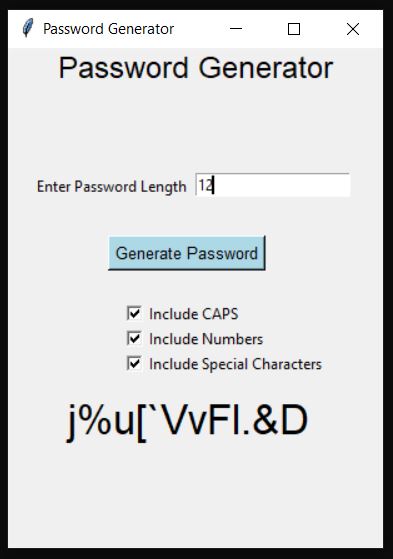 Password Generator
Password Generator
Enter Password Length 12
Generate Password
Include CAPS
Include Numbers
Include Special Characters
j%u[`VvFI.&D